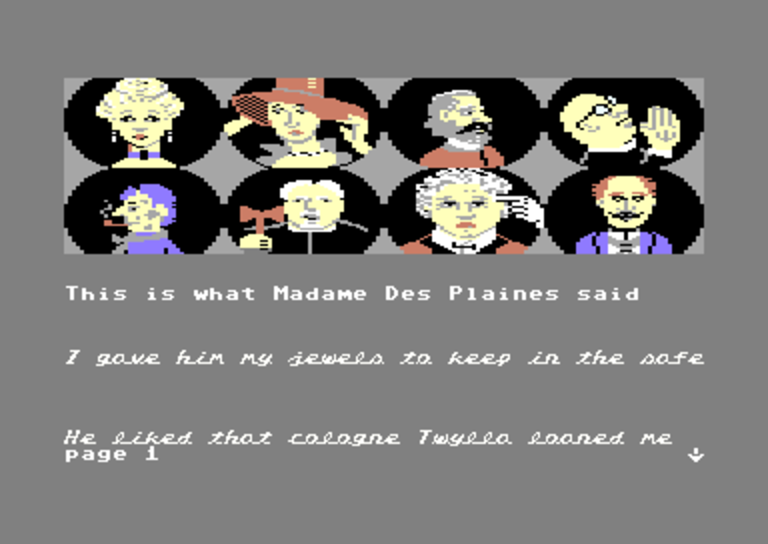 This is what Madame Des Plaines said
I gave him my jewels to keep in the safe
He liked that cologne Twylla loaned me
page 1